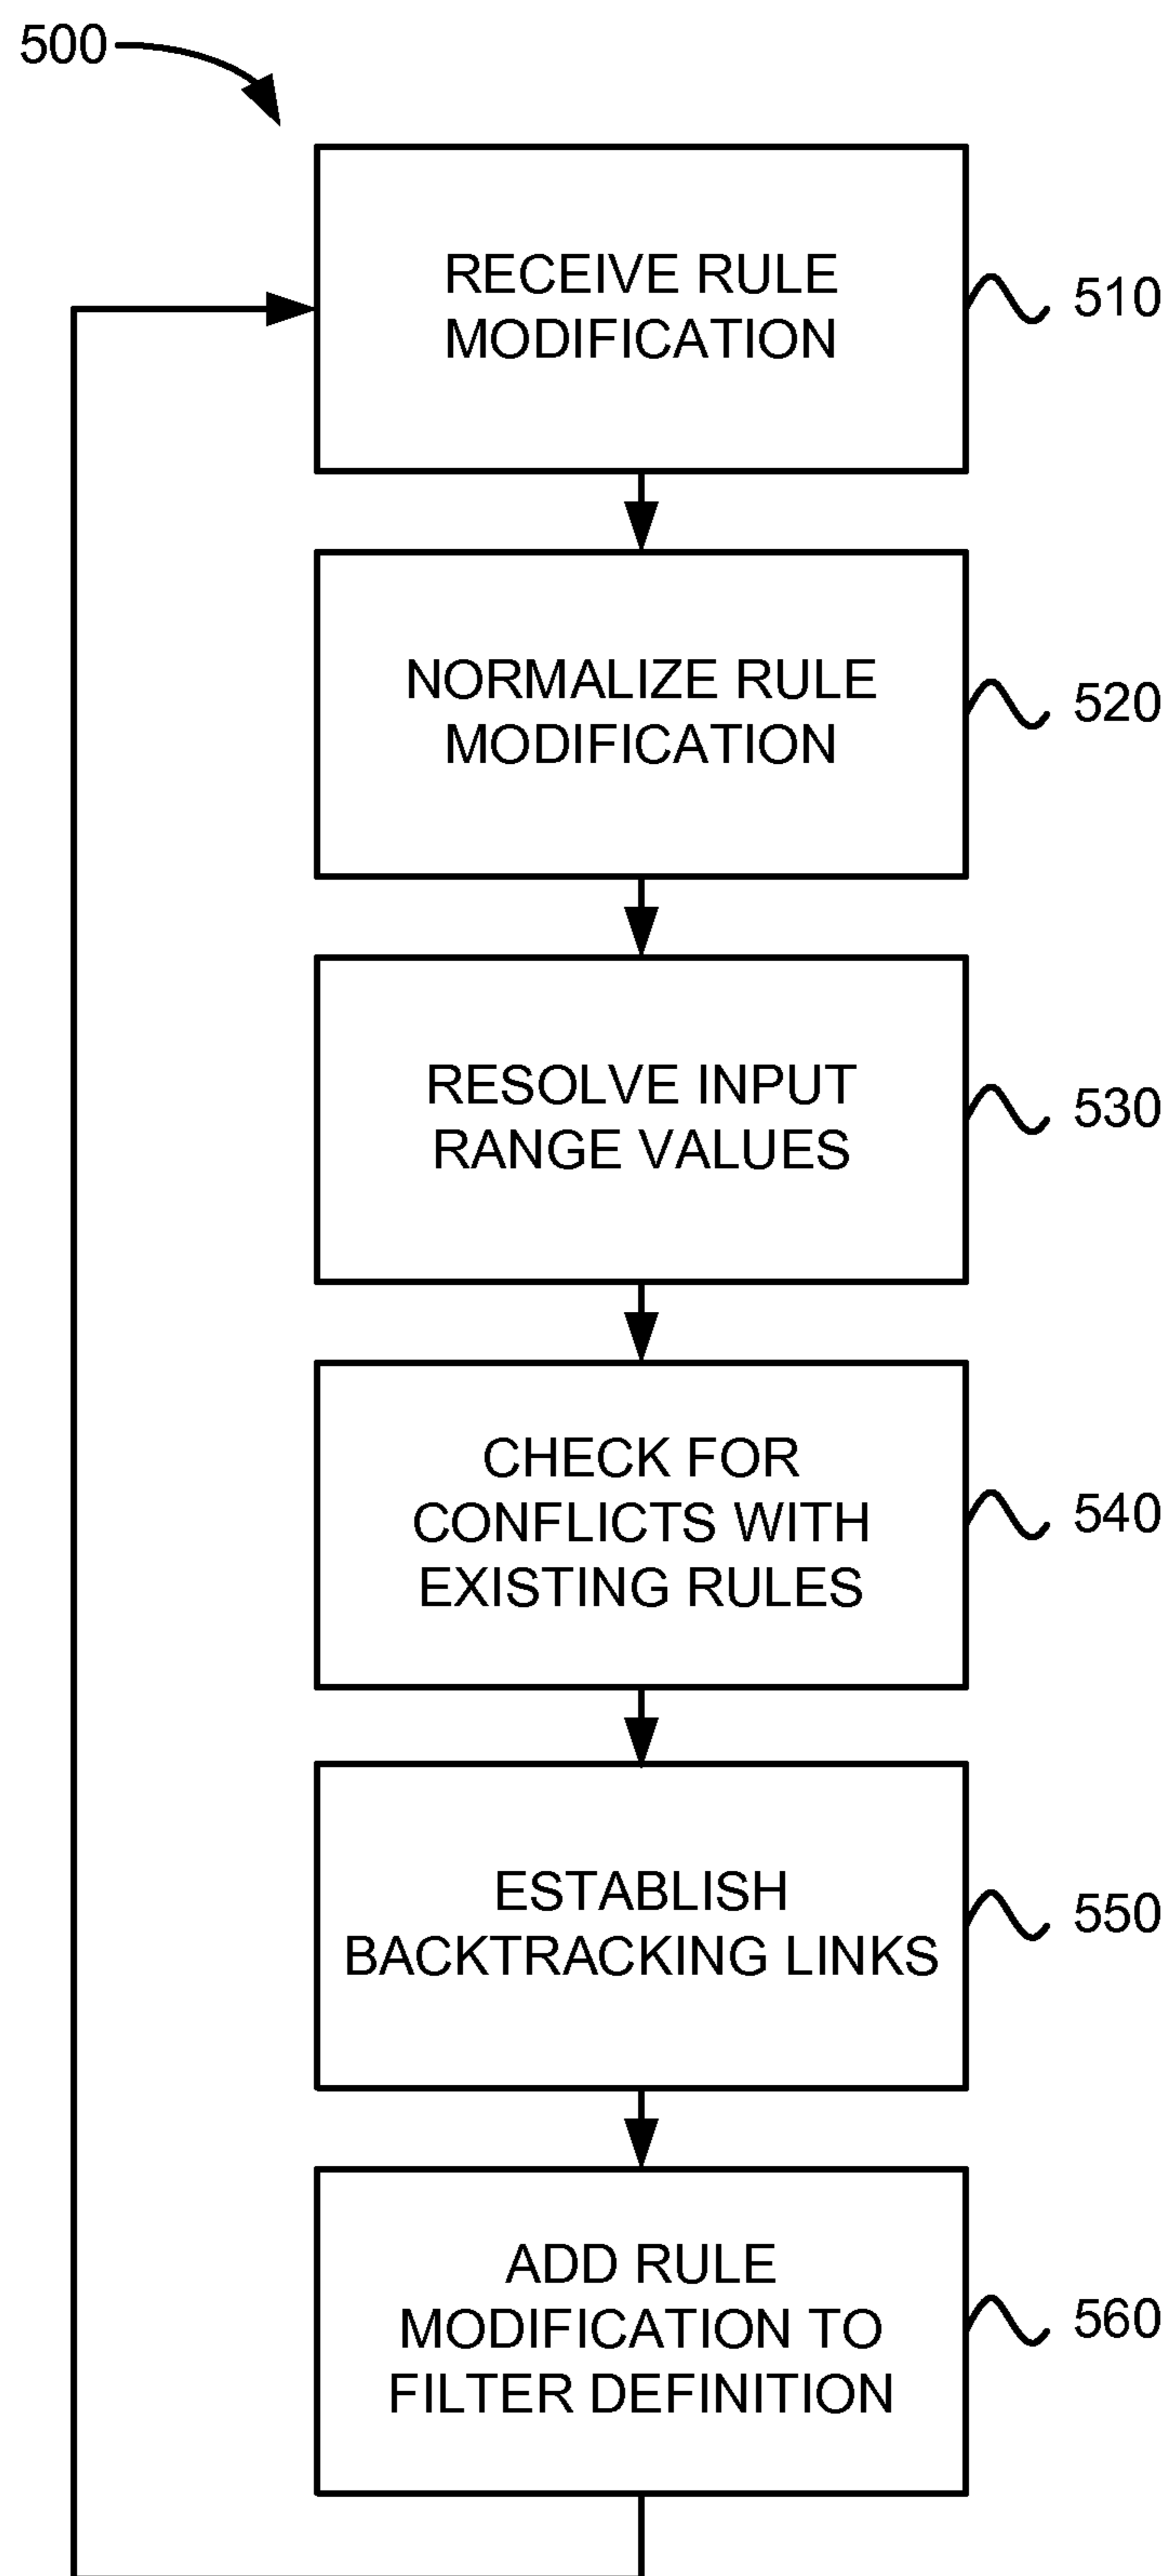 500
RECEIVE RULE
MODIFICATION
510
NORMALIZE RULE
MODIFICATION
520
RESOLVE INPUT
RANGE VALUES
530
CHECK FOR
CONFLICTS WITH
EXISTING RULES
540
ESTABLISH
BACKTRACKING LINKS
550
ADD RULE
MODIFICATION TO
FILTER DEFINITION
560